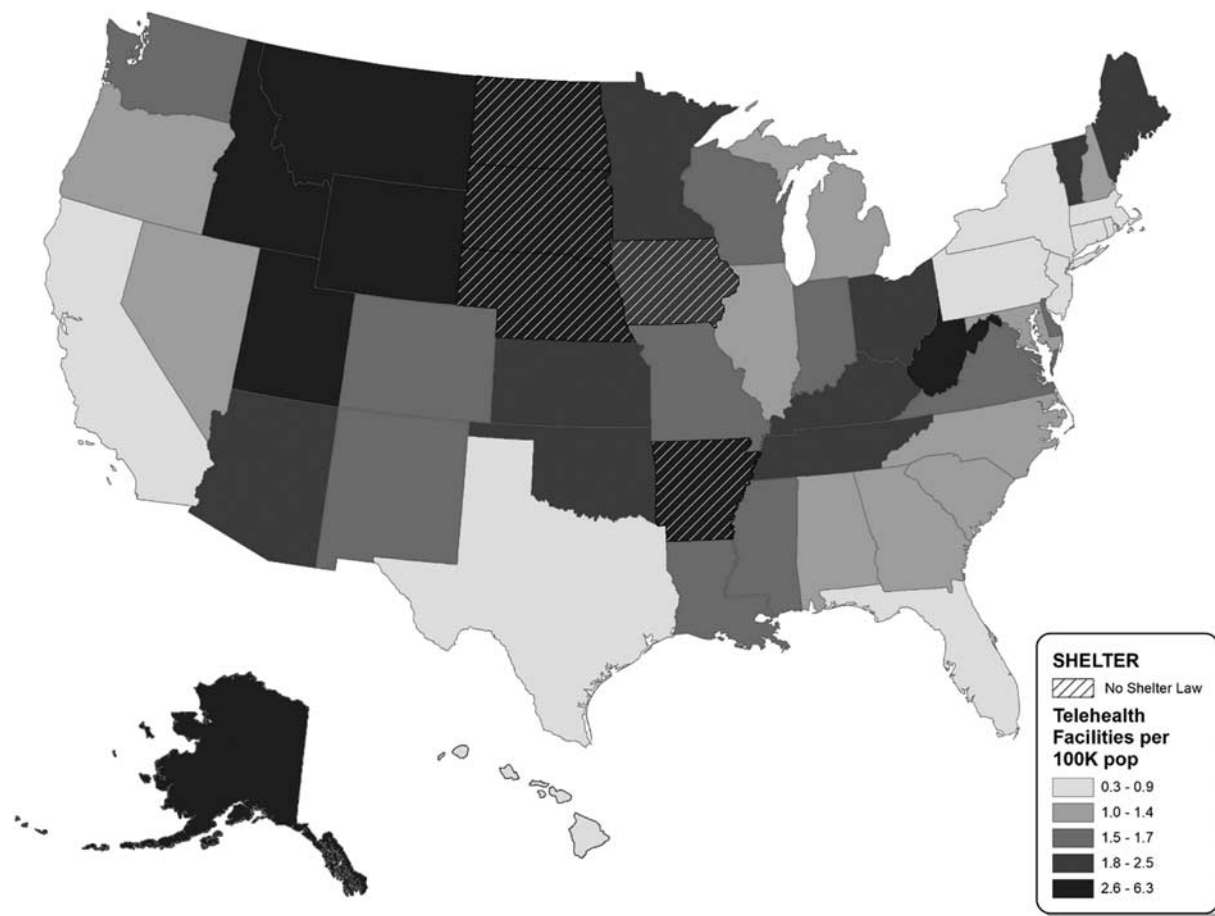 SHELTER
No Shelter Law
Telehealth
Facilities per
100K pop
0.3 - 0.9
1.0 - 1.4
1.5 - 1.7
1.8 - 2.5
2.6 - 6.3